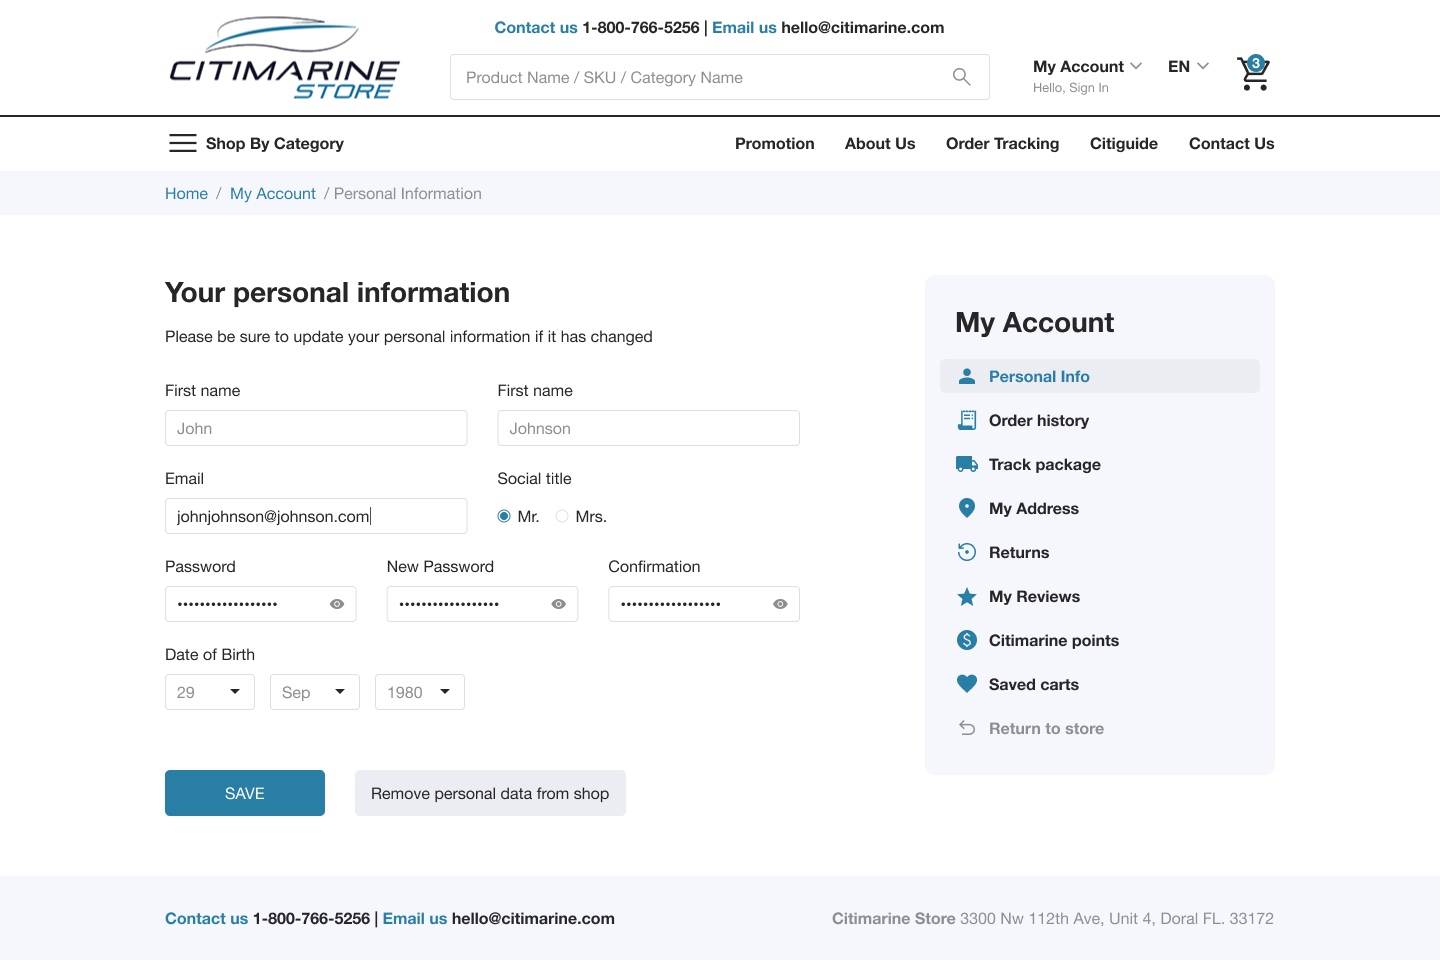 CITIMARINE
STORE
Contact us 1-800-766-5256 | Email us hello@citimarine.com
Product Name / SKU / Category Name
My Account
Hello, Sign In
EN
3
Shop By Category
Promotion
About Us
Order Tracking
Citiguide
Contact Us
Home / My Account / Personal Information
Your personal information
Please be sure to update your personal information if it has changed
First name
First name
John
Johnson
Email
Social title
johnjohnson@johnson.com
Mr.
Mrs.
Password
New Password
Confirmation
••••••••••••••••••
••••••••••••••••••
••••••••••••••••••
Date of Birth
29
Sep
1980
SAVE
Remove personal data from shop
My Account
Personal Info
Order history
Track package
My Address
Returns
My Reviews
Citimarine points
Saved carts
Return to store
Contact us 1-800-766-5256 | Email us hello@citimarine.com
Citimarine Store 3300 Nw 112th Ave, Unit 4, Doral FL. 33172